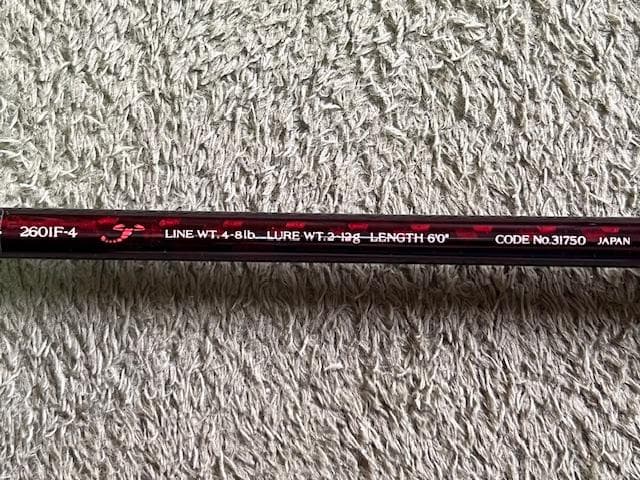 2601F-4 LINE WT. 4-8lb LURE WT. 2-12g LENGTH 6'0" CODE No.31750 JAPAN